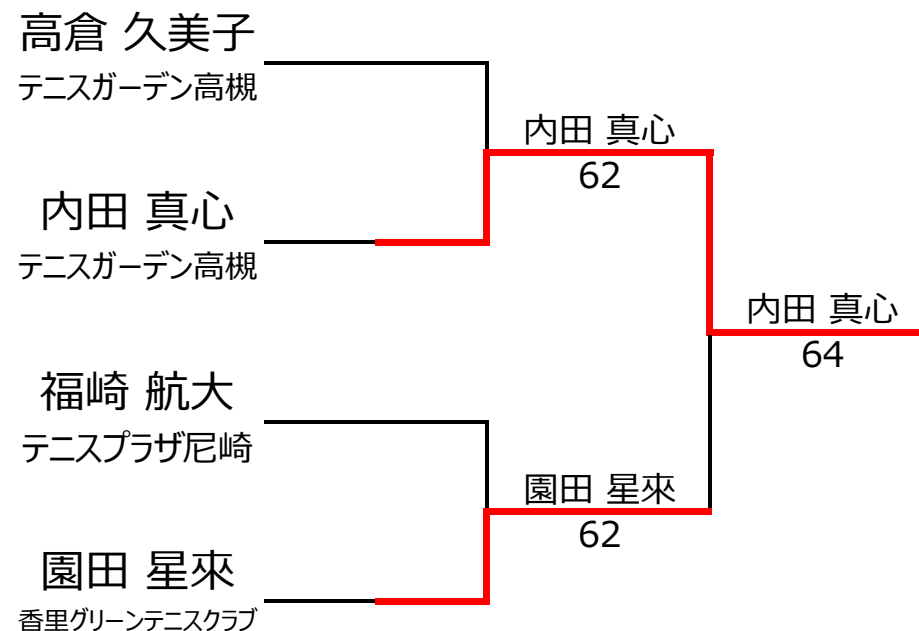 高倉 久美子
テニスガーデン高槻
内田 真心
62
内田 真心
テニスガーデン高槻
内田 真心
64
福崎 航大
テニスプラザ尼崎
園田 星來
62
園田 星來
香里グリーンテニスクラブ